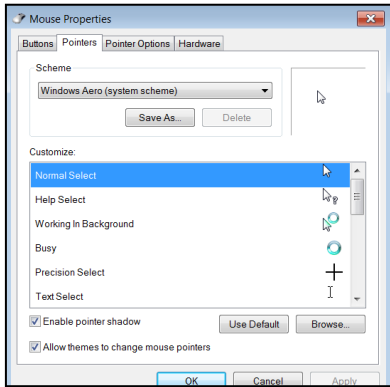 Mouse Properties
Buttons Pointers Pointer Options Hardware
Scheme
Windows Aero (system scheme)
Save As... Delete
Customize:
Normal Select
Help Select
Working In Background
Busy
Precision Select
Text Select
Enable pointer shadow Use Default Browse...
Allow themes to change mouse pointers
OK Cancel Apply